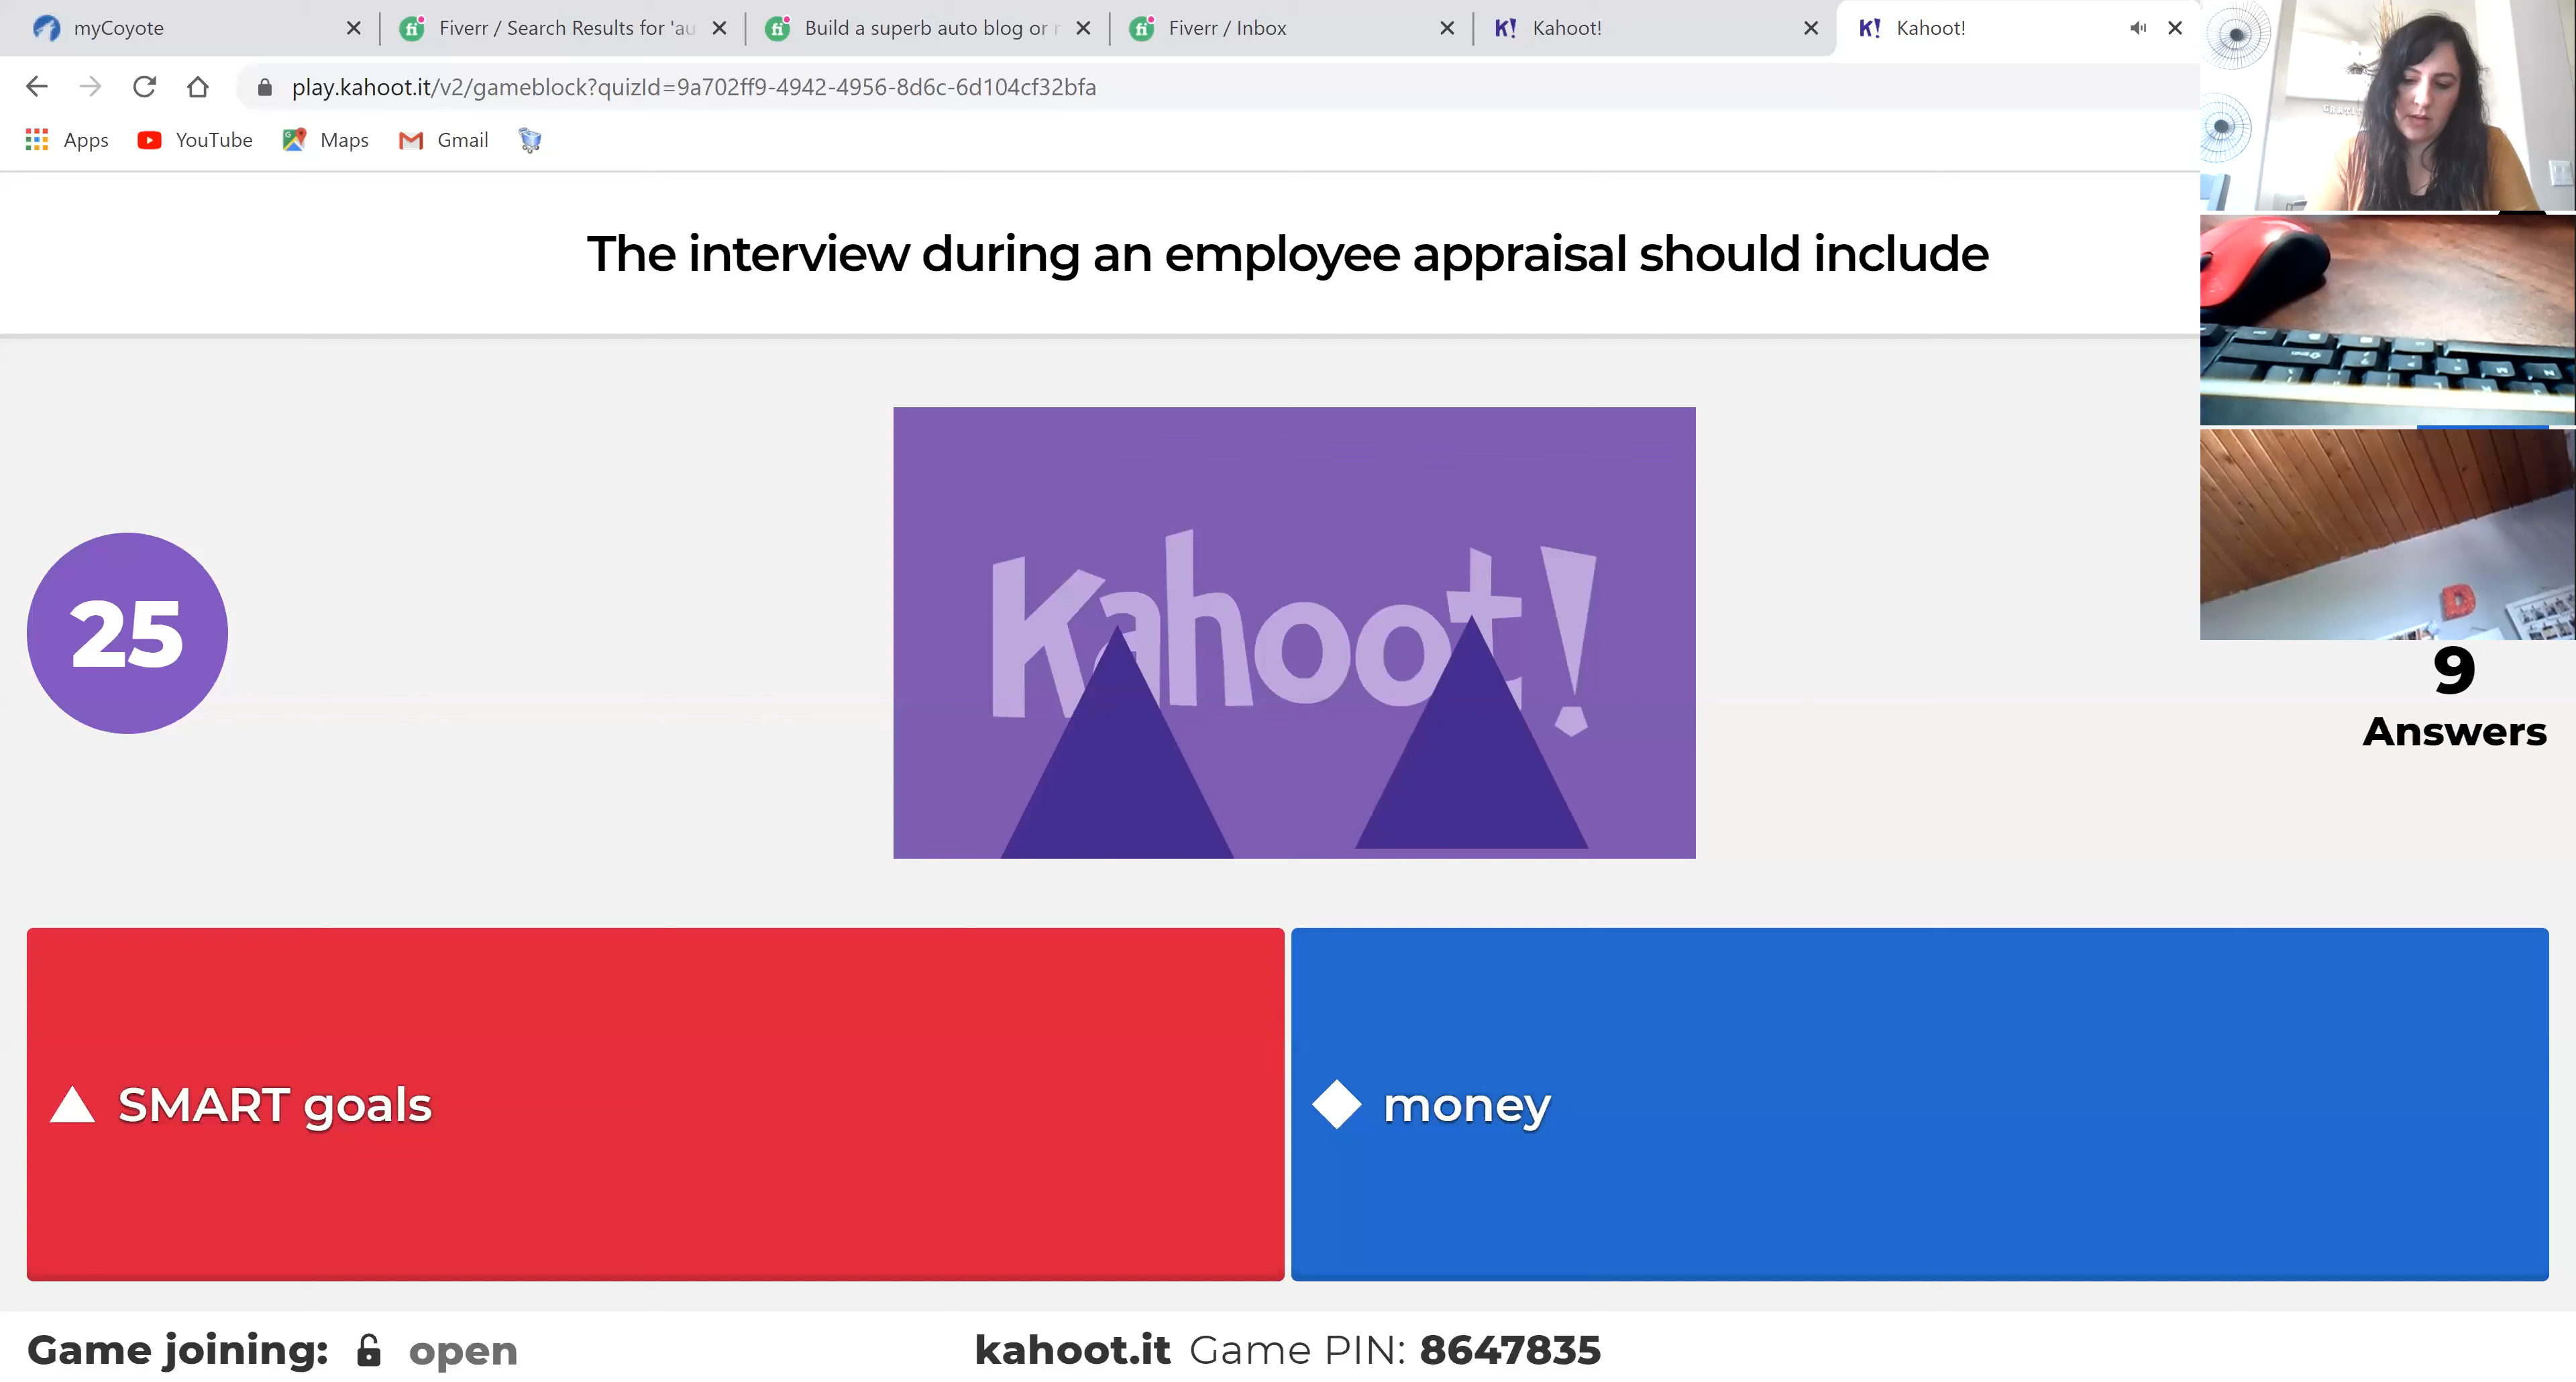 myCoyote
Fiverr / Search Results for 'au
Build a superb auto blog or r
Fiverr / Inbox
Kahoot!
Kahoot!
play.kahoot.it/v2/gameblock?quizId=9a702ff9-4942-4956-8d6c-6d104cf32bfa
Apps
YouTube
Maps
Gmail
The interview during an employee appraisal should include
Kahoot!
25
D
9
Answers
SMART goals
money
Game joining: open
kahoot.it Game PIN: 8647835